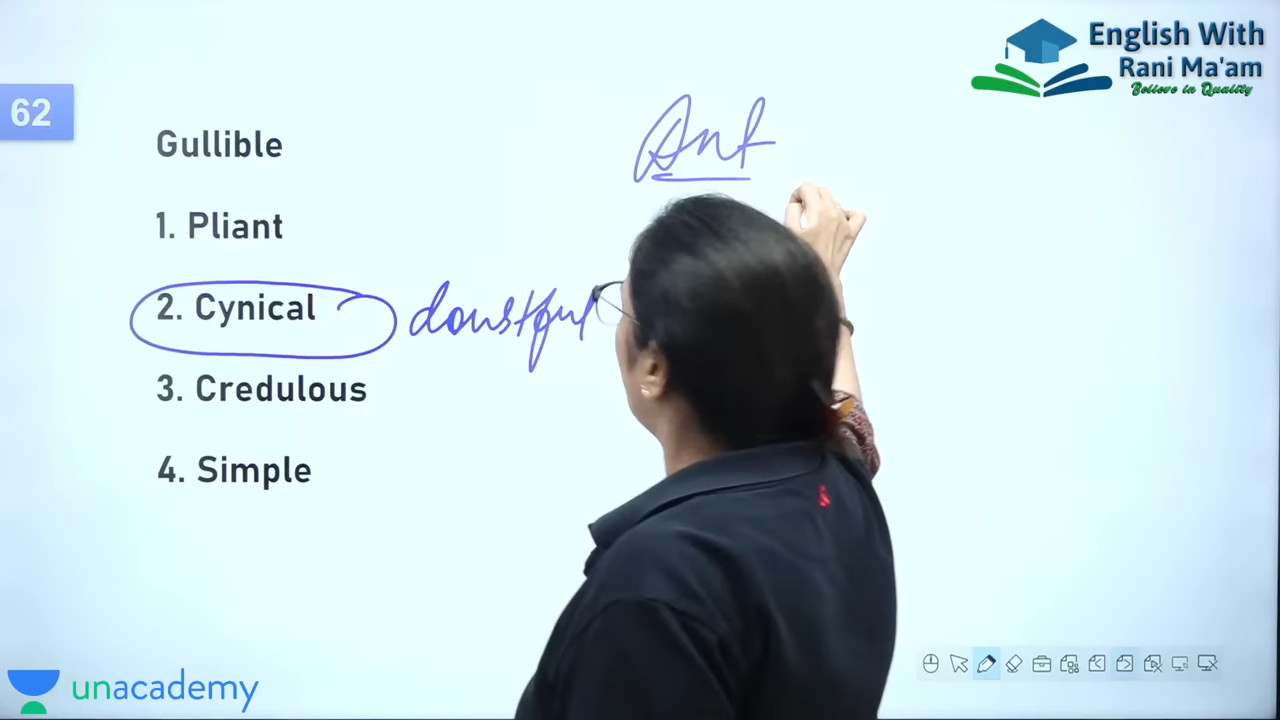 English With
Rani Ma'am
Believe in Quality
62
Gullible
Ant
1. Pliant
2. Cynical doubtful
3. Credulous
4. Simple
unacademy